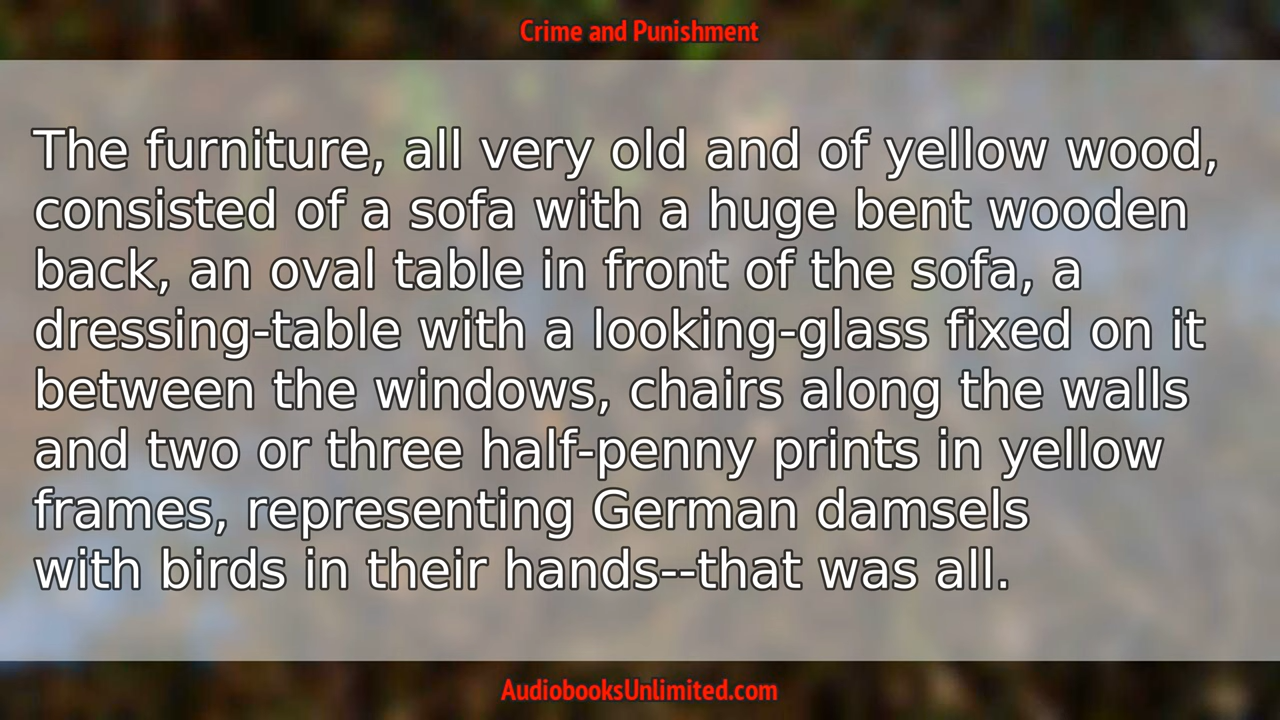 Crime and Punishment
The furniture, all very old and of yellow wood,
consisted of a sofa with a huge bent wooden
back, an oval table in front of the sofa, a
dressing-table with a looking-glass fixed on it
between the windows, chairs along the walls
and two or three half-penny prints in yellow
frames, representing German damsels
with birds in their hands--that was all.
AudiobooksUnlimited.com